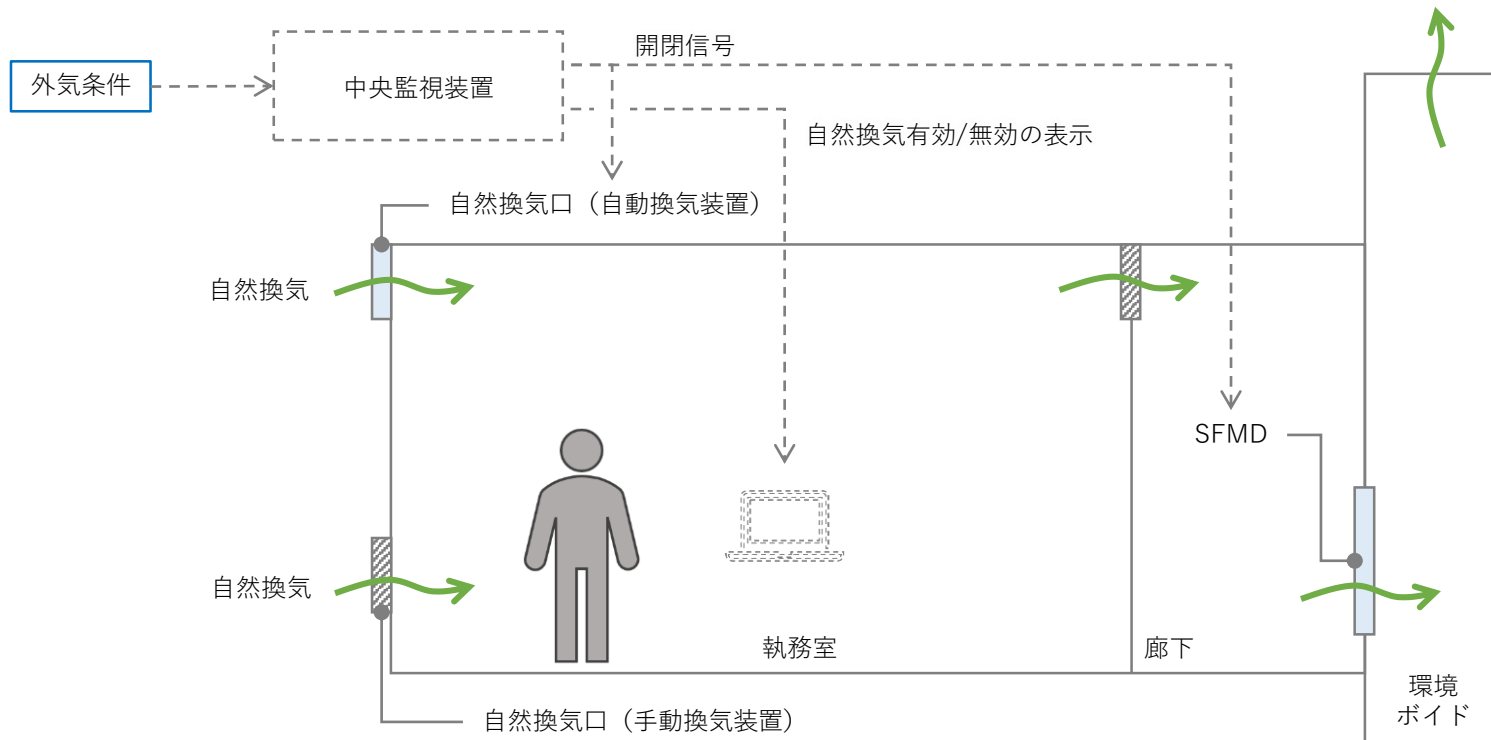 開閉信号
外気条件
中央監視装置
自然換気有効/無効の表示
自然換気口（自動換気装置）
自然換気
SFMD
自然換気
執務室
廊下
環境
ボイド
自然換気口（手動換気装置）